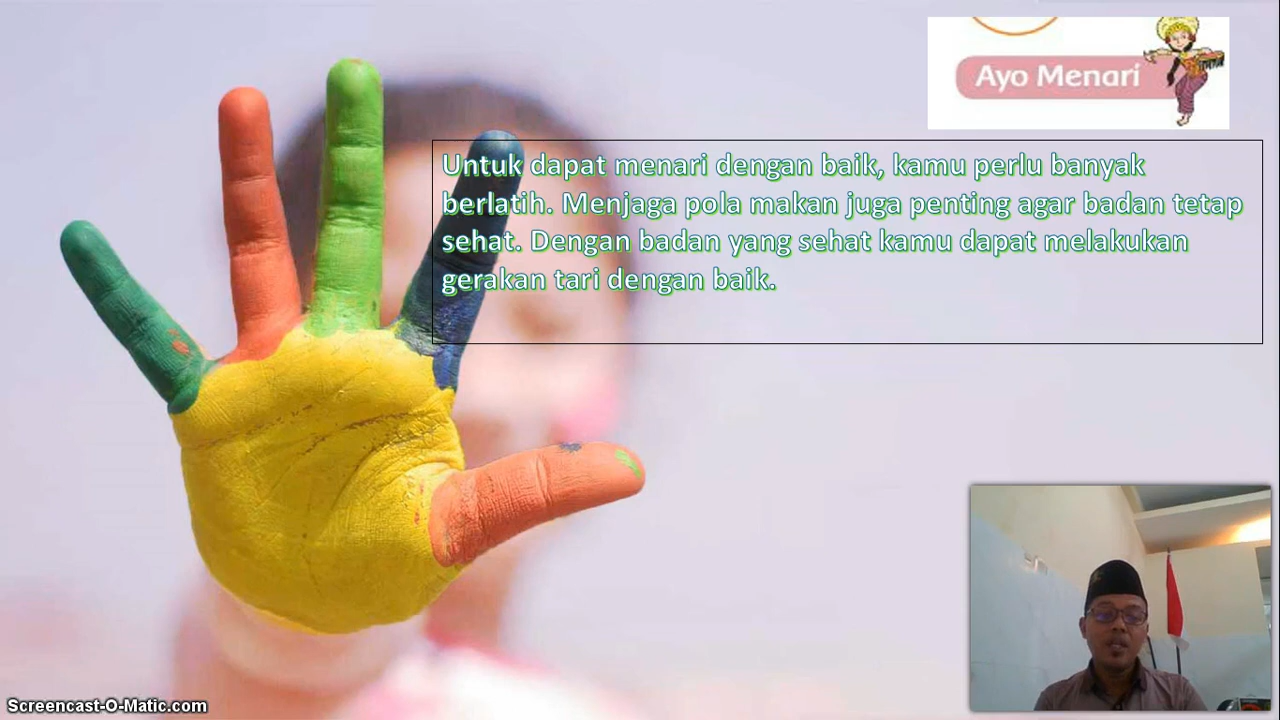 Ayo Menari
Untuk dapat menari dengan baik, kamu perlu banyak
berlatih. Menjaga pola makan juga penting agar badan tetap
sehat. Dengan badan yang sehat kamu dapat melakukan
gerakan tari dengan baik.
Screencast-O-Matic.com